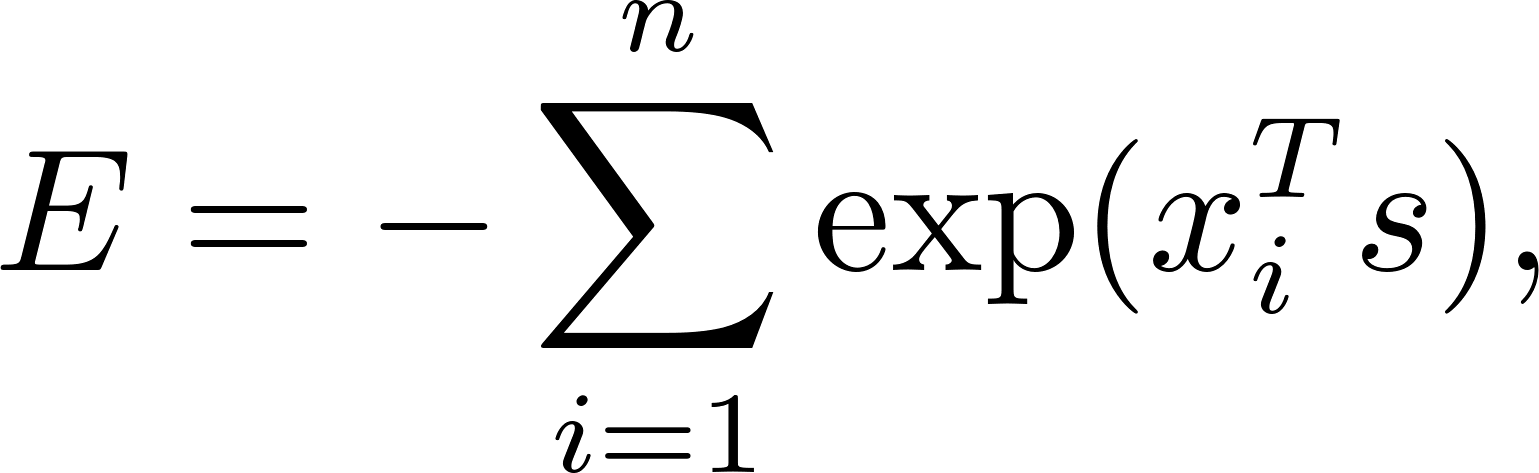 E = -\sum_{i=1}^{n} \exp(x_i^T s),